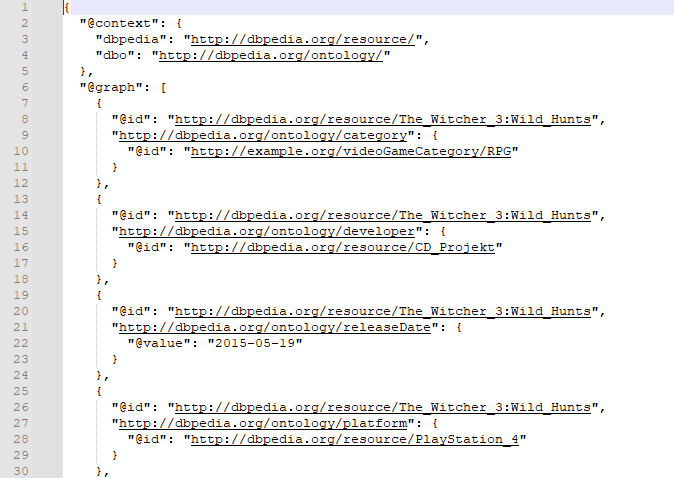 1 {
2   "@context": {
3     "dbpedia": "http://dbpedia.org/resource/",
4     "dbo": "http://dbpedia.org/ontology/"
5   },
6   "@graph": [
7     {
8       "@id": "http://dbpedia.org/resource/The_Witcher_3:Wild_Hunts",
9       "http://dbpedia.org/ontology/category": {
10         "@id": "http://example.org/videoGameCategory/RPG"
11       }
12     },
13     {
14       "@id": "http://dbpedia.org/resource/The_Witcher_3:Wild_Hunts",
15       "http://dbpedia.org/ontology/developer": {
16         "@id": "http://dbpedia.org/resource/CD_Projekt"
17       }
18     },
19     {
20       "@id": "http://dbpedia.org/resource/The_Witcher_3:Wild_Hunts",
21       "http://dbpedia.org/ontology/releaseDate": {
22         "@value": "2015-05-19"
23       }
24     },
25     {
26       "@id": "http://dbpedia.org/resource/The_Witcher_3:Wild_Hunts",
27       "http://dbpedia.org/ontology/platform": {
28         "@id": "http://dbpedia.org/resource/PlayStation_4"
29       }
30     },